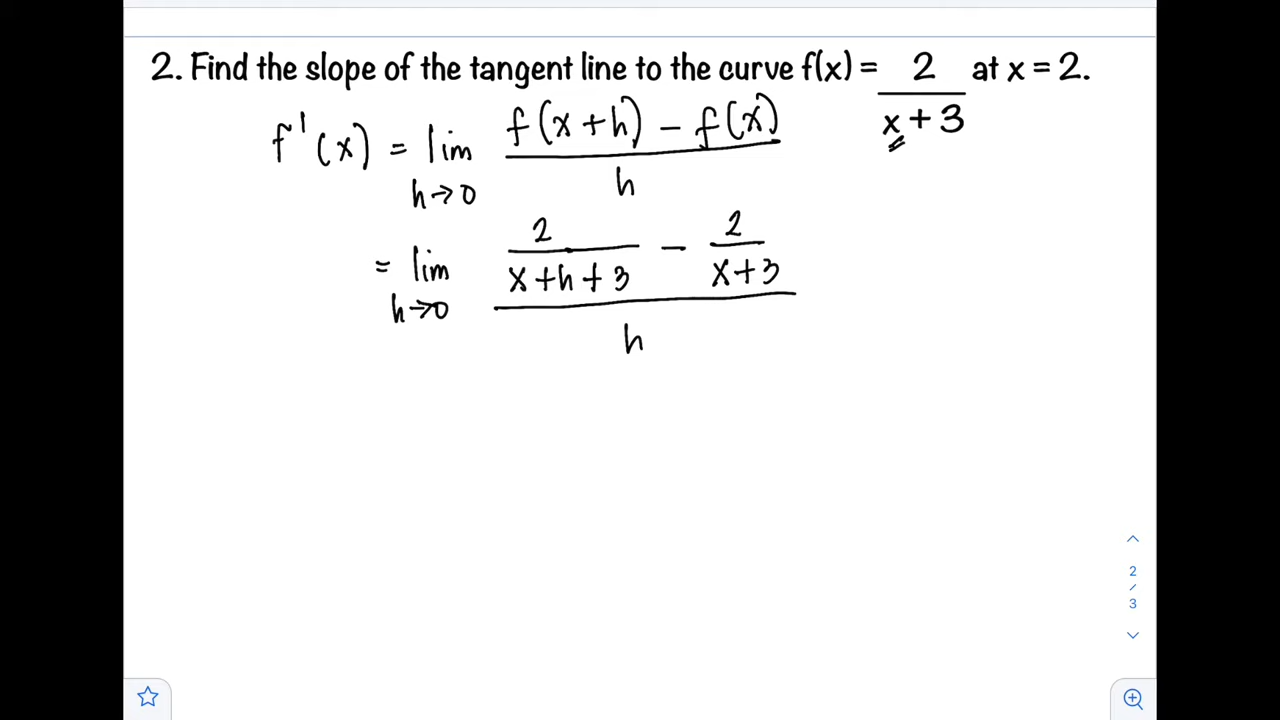 2. Find the slope of the tangent line to the curve f(x) = 2 / x + 3 at x = 2.
f'(x) = lim h→0 f(x+h) - f(x) / h
= lim h→0 2 / x+h+3 - 2 / x+3 / h
2
/
3